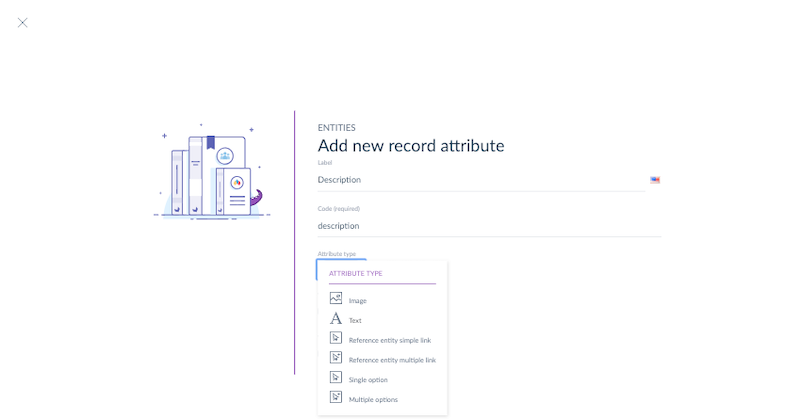 ENTITIES
Add new record attribute
Label
Description
Code (required)
description
Attribute type
ATTRIBUTE TYPE
Image
Text
Reference entity simple link
Reference entity multiple link
Single option
Multiple options